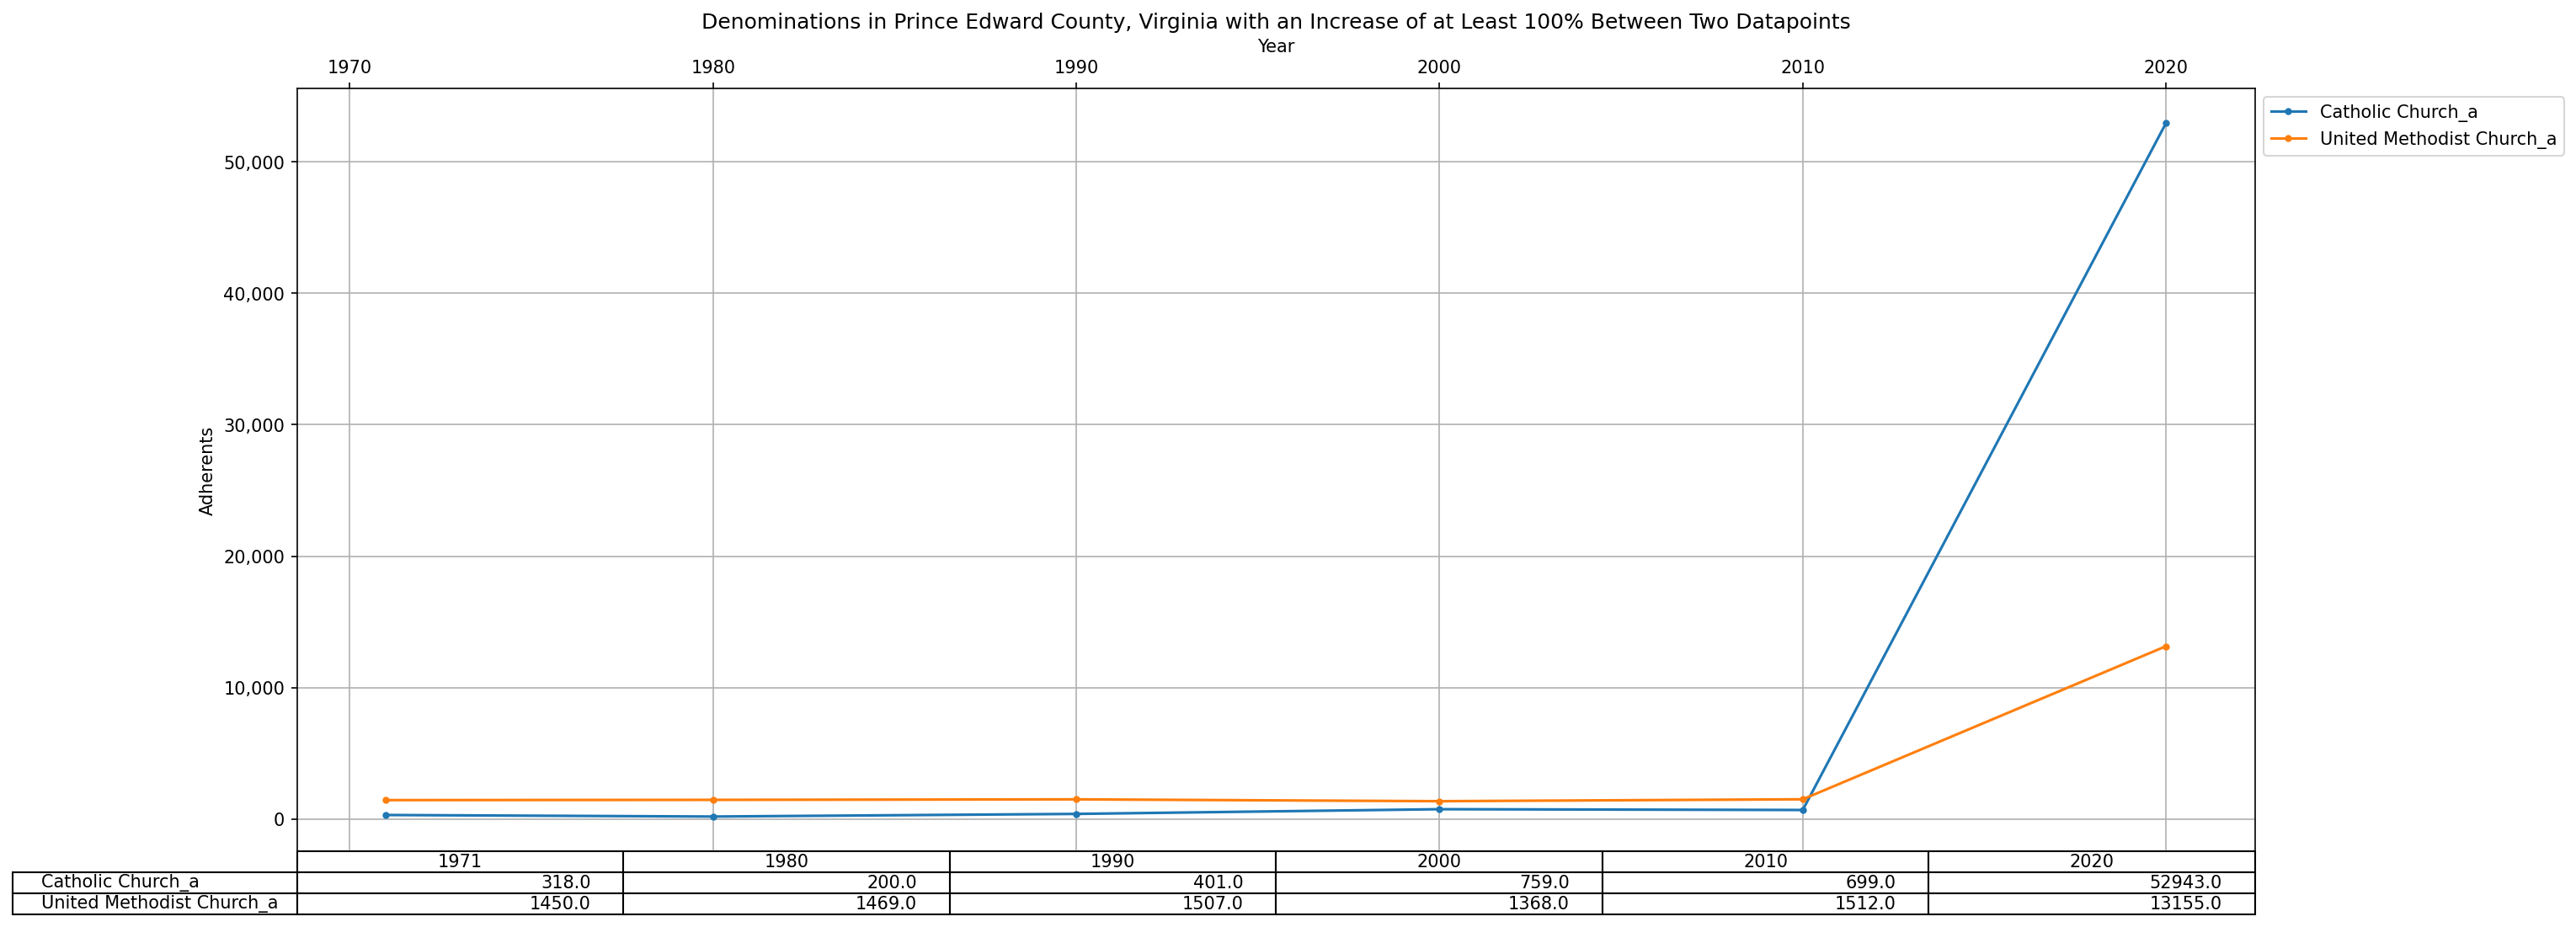 Denominations in Prince Edward County, Virginia with an Increase of at Least 100% Between Two Datapoints
Year
1970 1980 1990 2000 2010 2020
Catholic Church_a
United Methodist Church_a
50,000
40,000
30,000
20,000
10,000
0
Adherents
1971 1980 1990 2000 2010 2020
Catholic Church_a 318.0 200.0 401.0 759.0 699.0 52943.0
United Methodist Church_a 1450.0 1469.0 1507.0 1368.0 1512.0 13155.0